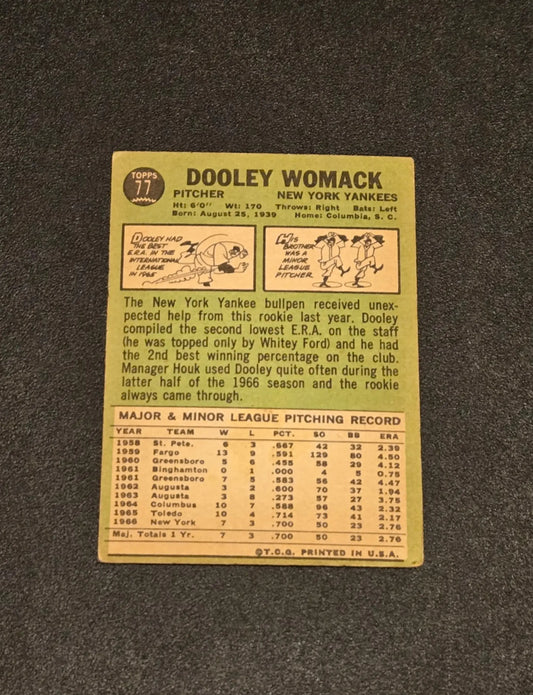 TOPPS
77
DOOLEY WOMACK
PITCHER NEW YORK YANKEES
Ht: 6'0" Wt: 170 Throws: Right Bats: Left
Born: August 25, 1939 Home: Columbia, S. C.
DOOLEY HAD
THE BEST
E.R.A. IN THE
INTERNATIONAL
LEAGUE
IN 1965
HIS
BROTHER
WAS A
MINOR
LEAGUE
PITCHER.
The New York Yankee bullpen received unex-
pected help from this rookie last year. Dooley
compiled the second lowest E.R.A. on the staff
(he was topped only by Whitey Ford) and he had
the 2nd best winning percentage on the club.
Manager Houk used Dooley quite often during the
latter half of the 1966 season and the rookie
always came through.
MAJOR & MINOR LEAGUE PITCHING RECORD
YEAR TEAM W L PCT. SO BB ERA
1958 St. Pete. 6 3 .667 42 32 2.39
1959 Fargo 13 9 .591 129 80 4.50
1960 Greensboro 5 6 .455 58 29 4.12
1961 Binghamton 0 1 .000 4 5 0.75
1961 Greensboro 7 5 .583 56 42 4.47
1962 Augusta 3 2 .600 70 37 1.94
1963 Augusta 3 8 .273 57 27 3.75
1964 Columbus 10 7 .588 96 43 2.32
1965 Toledo 10 4 .714 73 41 2.17
1966 New York 7 3 .700 50 23 2.76
Maj. Totals 1 Yr. 7 3 .700 50 23 2.76
©T.C.G. PRINTED IN U.S.A.